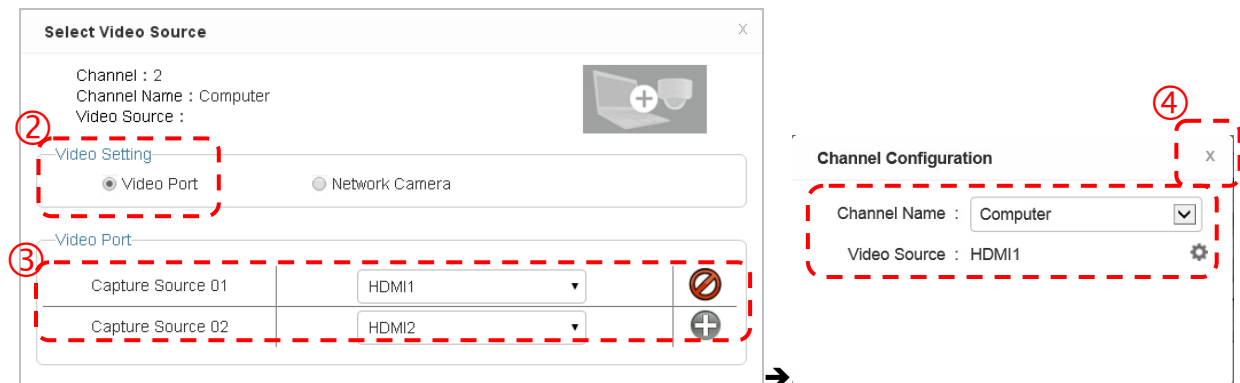 Select Video Source X
Channel : 2
Channel Name : Computer
Video Source :
②
Video Setting
Video Port Network Camera
Video Port
③
Capture Source 01 HDMI1
Capture Source 02 HDMI2
➔
④
Channel Configuration X
Channel Name : Computer
Video Source : HDMI1